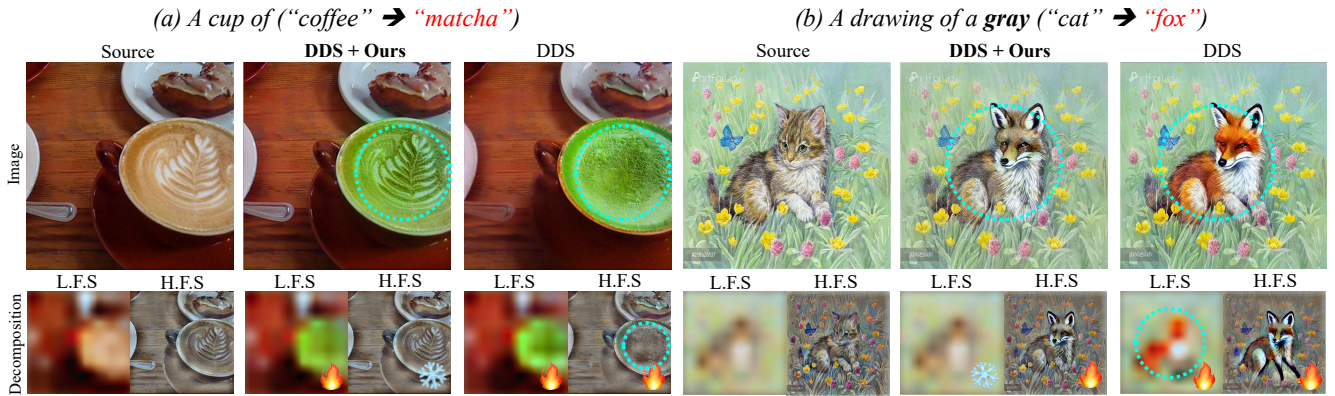 (a) A cup of (“coffee” ➔ “matcha”)
(b) A drawing of a gray (“cat” ➔ “fox”)
Source DDS + Ours DDS Source DDS + Ours DDS
Image
L.F.S H.F.S L.F.S H.F.S L.F.S H.F.S L.F.S H.F.S L.F.S H.F.S L.F.S H.F.S
Decomposition